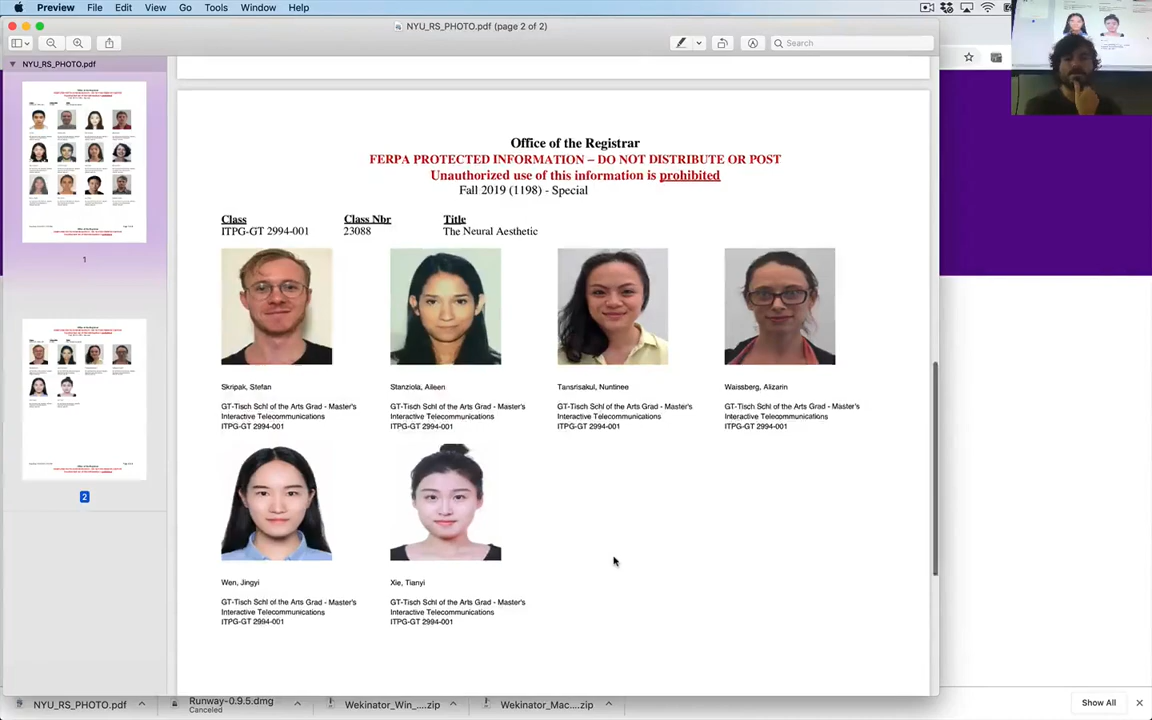 Preview File Edit View Go Tools Window Help
NYU_RS_PHOTO.pdf (page 2 of 2)
Search
NYU_RS_PHOTO.pdf
1
2
Office of the Registrar
FERPA PROTECTED INFORMATION – DO NOT DISTRIBUTE OR POST
Unauthorized use of this information is prohibited
Fall 2019 (1198) - Special
Class Class Nbr Title
ITPG-GT 2994-001 23088 The Neural Aesthetic
Skripak, Stefan Stanziola, Aileen Tansrisakul, Nuntinee Waissberg, Alizarin
GT-Tisch Schl of the Arts Grad - Master's GT-Tisch Schl of the Arts Grad - Master's GT-Tisch Schl of the Arts Grad - Master's GT-Tisch Schl of the Arts Grad - Master's
Interactive Telecommunications Interactive Telecommunications Interactive Telecommunications Interactive Telecommunications
ITPG-GT 2994-001 ITPG-GT 2994-001 ITPG-GT 2994-001 ITPG-GT 2994-001
Wen, Jingyi Xie, Tianyi
GT-Tisch Schl of the Arts Grad - Master's GT-Tisch Schl of the Arts Grad - Master's
Interactive Telecommunications Interactive Telecommunications
ITPG-GT 2994-001 ITPG-GT 2994-001
NYU_RS_PHOTO.pdf Runway-0.9.5.dmg Wekinator_Win_....zip Wekinator_Mac....zip Show All
Canceled